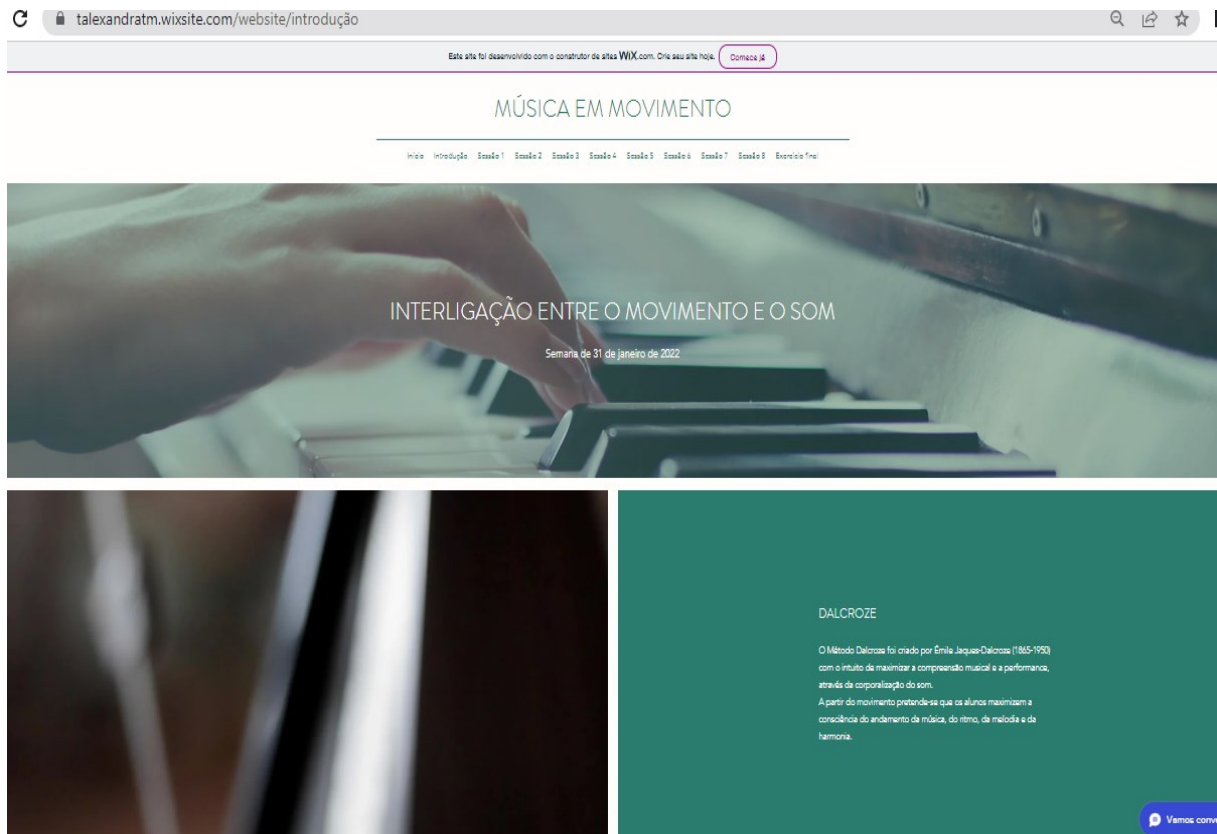 talexandratm.wixsite.com/website/introdução
Este site foi desenvolvido com o construtor de sites WiX.com. Crie seu site hoje. Comece já
MÚSICA EM MOVIMENTO
Início Introdução Sessão 1 Sessão 2 Sessão 3 Sessão 4 Sessão 5 Sessão 6 Sessão 7 Sessão 8 Exercício final
INTERLIGAÇÃO ENTRE O MOVIMENTO E O SOM
Semana de 31 de janeiro de 2022
DALCROZE
O Método Dalcroze foi criado por Émile Jaques-Dalcroze (1865-1950)
com o intuito de maximizar a compreensão musical e a performance,
através da corporalização do som.
A partir do movimento pretende-se que os alunos maximizem a
consciência do andamento da música, do ritmo, da melodia e da
harmonia.
Vamos conve